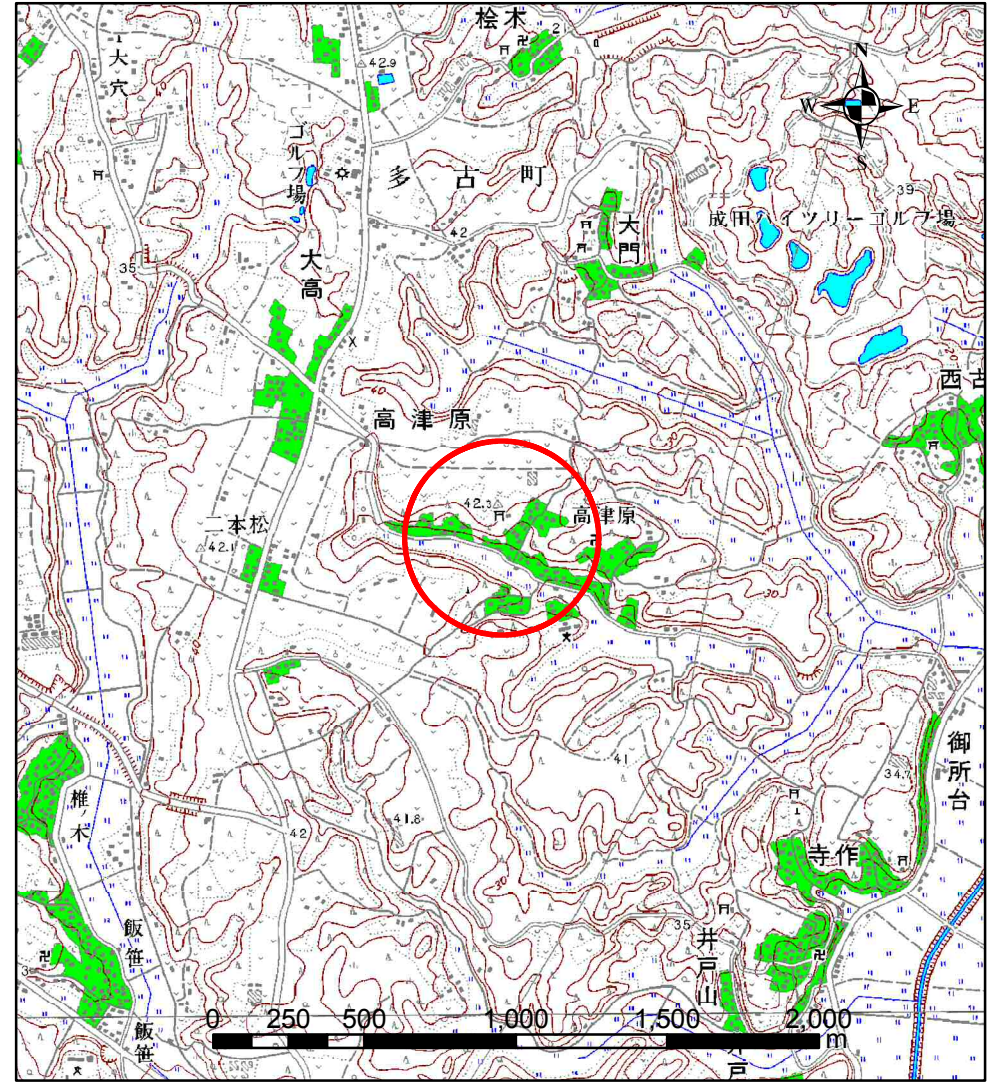 桧木
2
大穴
42.9
N
W
E
S
ゴルフ場
多古町
39
42
大門
成田ハイツリーゴルフ場
35
大高
40
西古
高津原
42.3
高津原
二本松
42.1
30
40
41
御所台
34.7
椎ノ木
41.8
42
寺作
30
35
井戸山
飯笹
飯笹
0 250 500 1,000 1,500 2,000
m